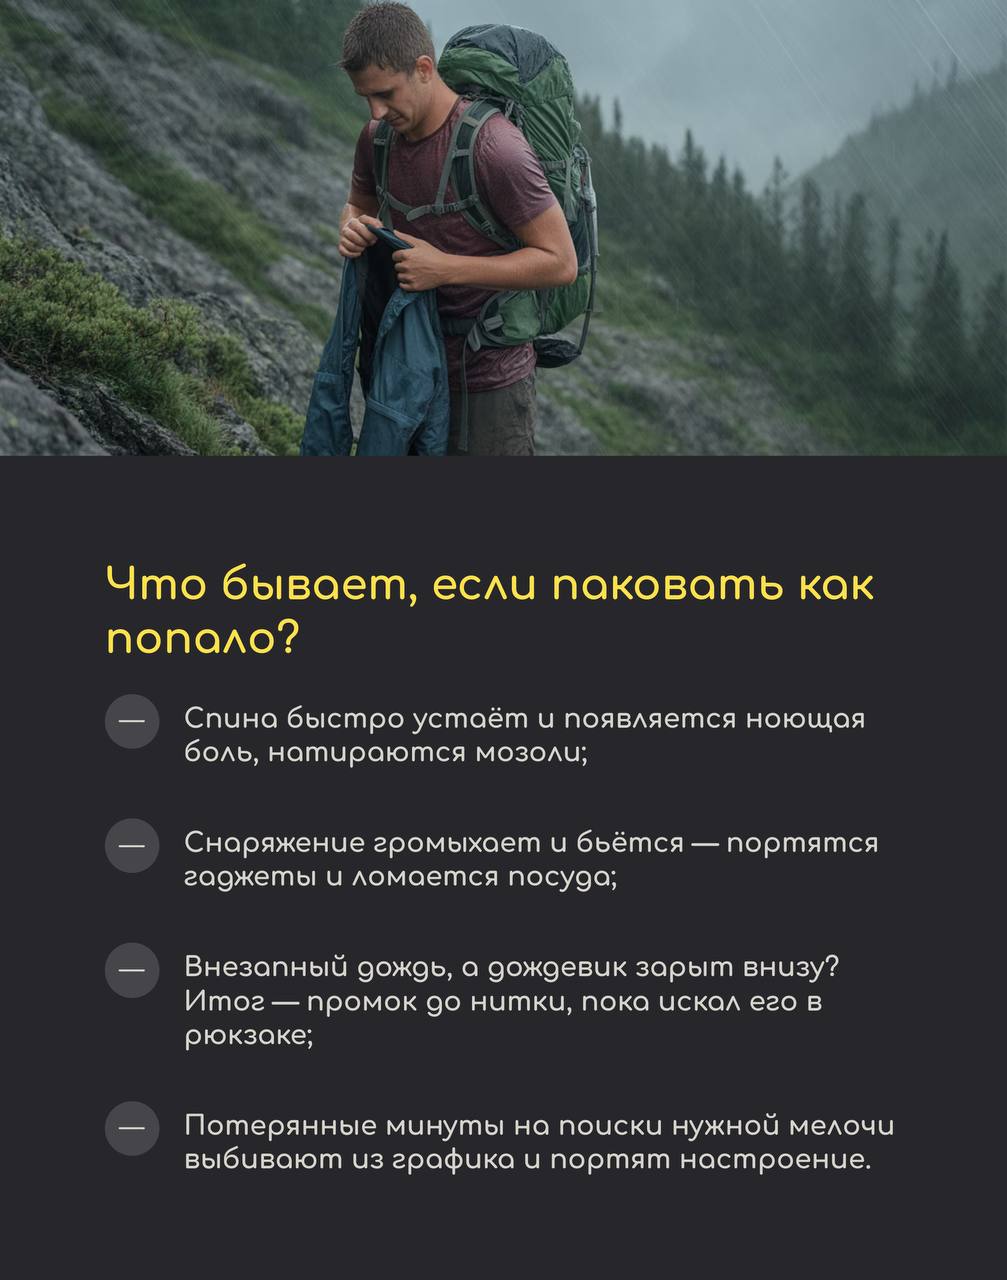 Что бывает, если паковать как
попало?
— Спина быстро устаёт и появляется ноющая
боль, натираются мозоли;
— Снаряжение громыхает и бьётся — портятся
гаджеты и ломается посуда;
— Внезапный дождь, а дождевик зарыт внизу?
Итог — промок до нитки, пока искал его в
рюкзаке;
— Потерянные минуты на поиски нужной мелочи
выбивают из графика и портят настроение.